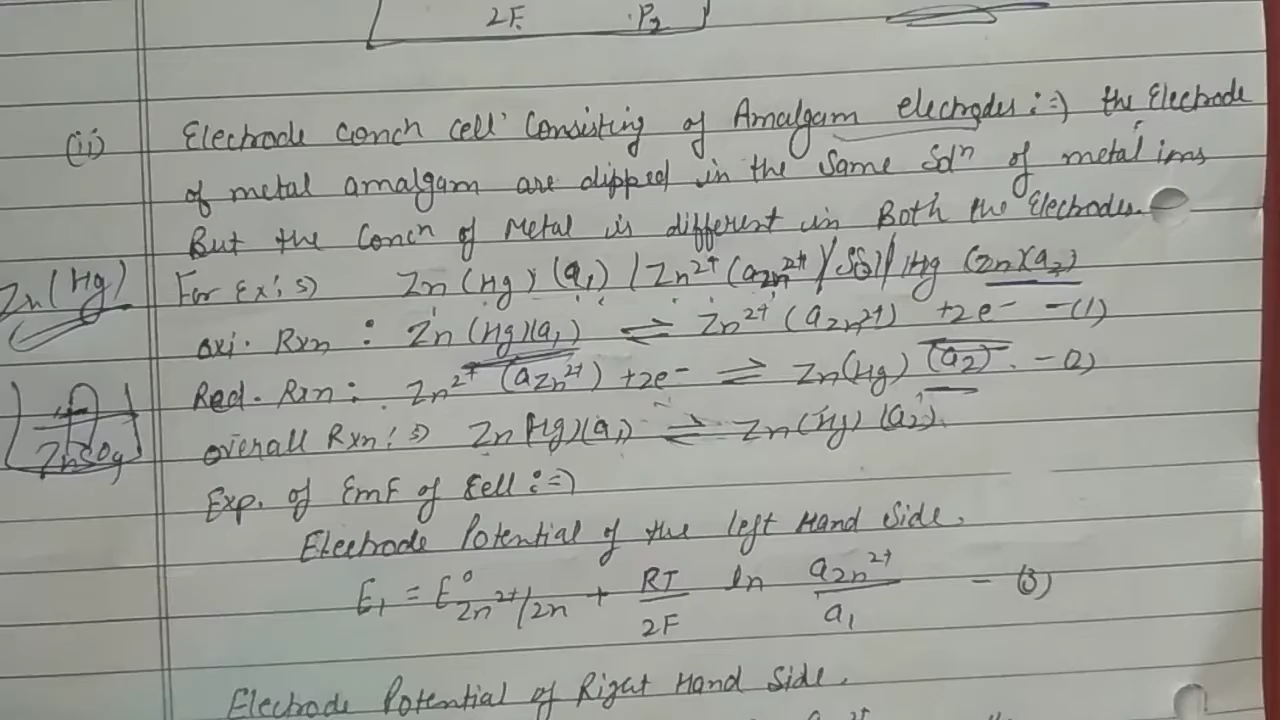 2F P2
(ii) Electrode concn cell consisting of Amalgam electrodes :=) the Electrode
of metal amalgam are dipped in the same Soln of metal ions
But the Concn of Metal is different in Both the Electrodes.
Zn(Hg)
For Ex:s) Zn(Hg) (a1) / Zn2+ (aZn2+) / / Hg (Zn)(a2)
oxi. Rxn : Zn(Hg)(a1) ⇌ Zn2+ (aZn2+) +2e- -(1)
Red. Rxn : Zn2+ (aZn2+) +2e- ⇌ Zn(Hg) (a2). - 2)
overall Rxn :s) Zn(Hg)(a1) ⇌ Zn(Hg) (a2).
ZnSO4
Exp. of EmF of Cell :=)
Electrode Potential of the left Hand Side.
E1 = E°Zn2+/Zn + RT/2F ln aZn2+/a1 - (3)
Electrode Potential of Right Hand Side.